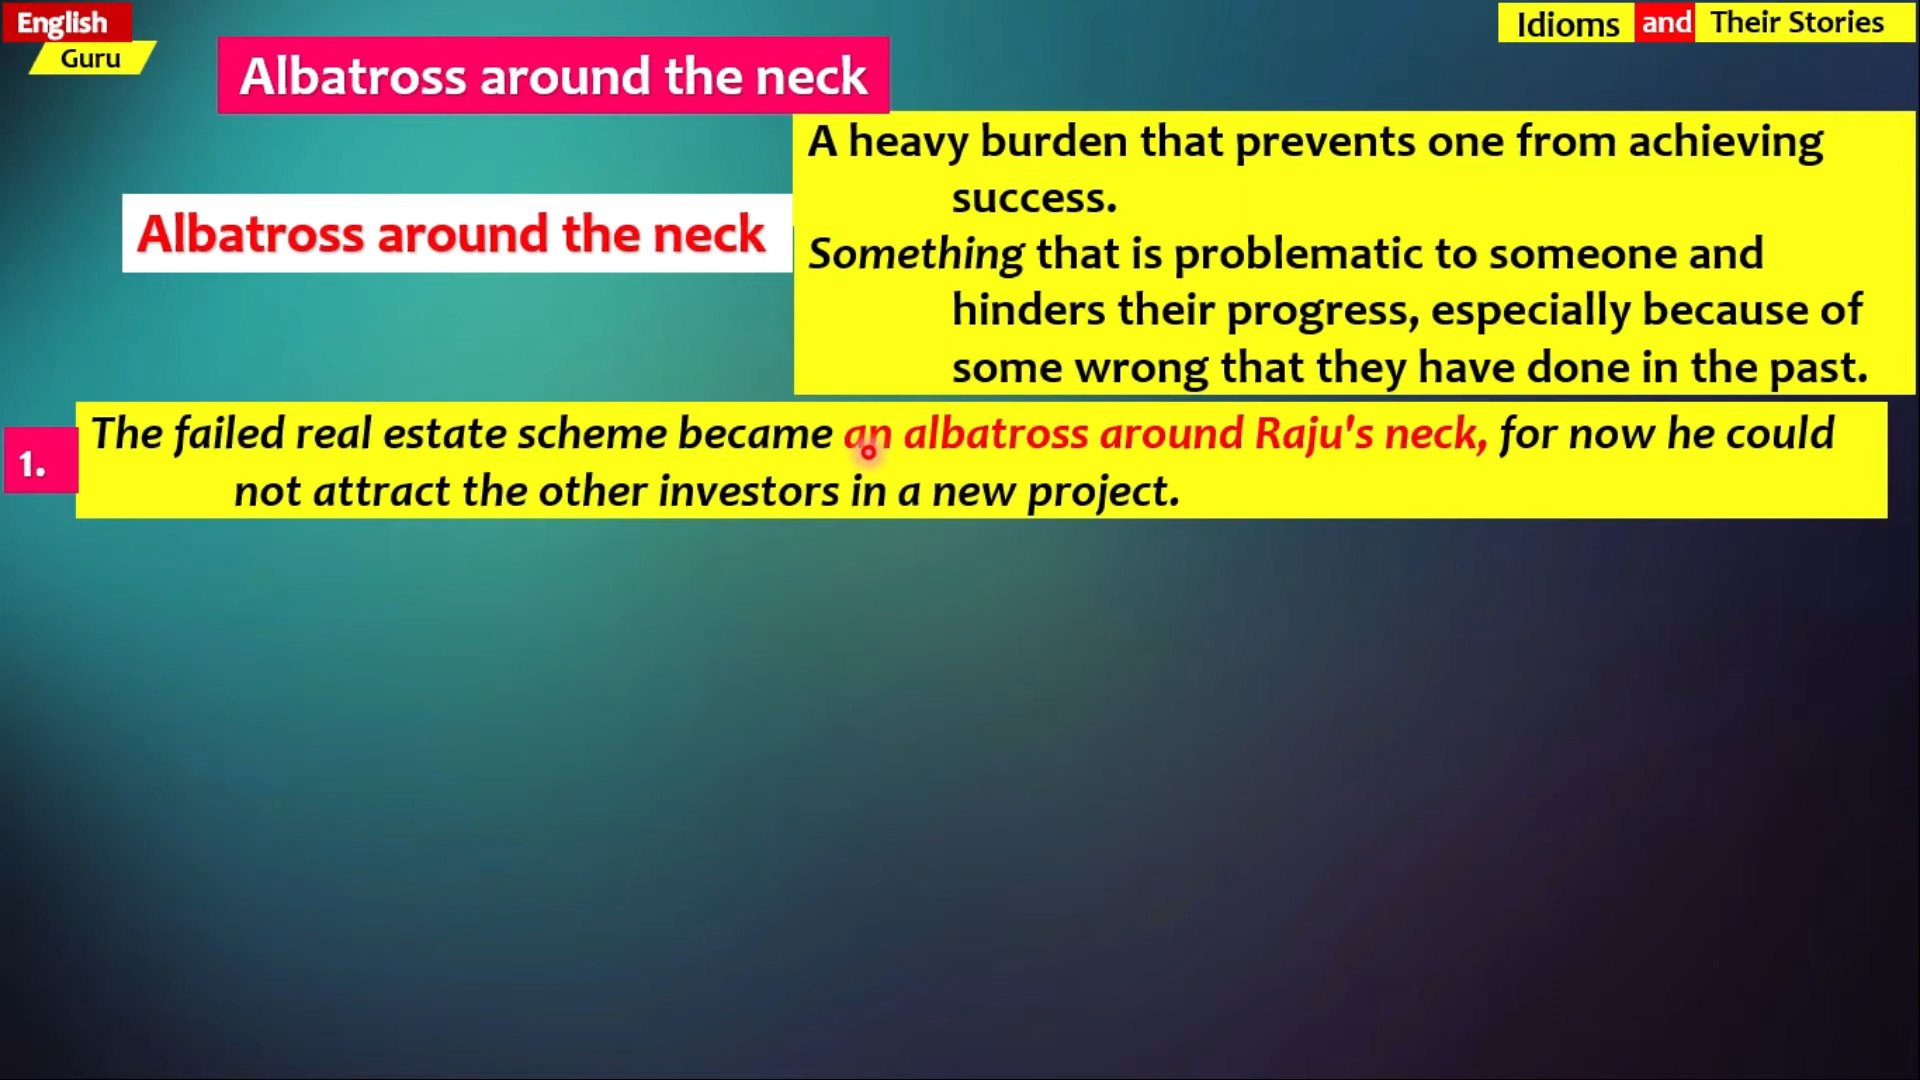 English
Guru
Idioms and Their Stories
Albatross around the neck
A heavy burden that prevents one from achieving
success.
Albatross around the neck
Something that is problematic to someone and
hinders their progress, especially because of
some wrong that they have done in the past.
1. The failed real estate scheme became an albatross around Raju's neck, for now he could
not attract the other investors in a new project.